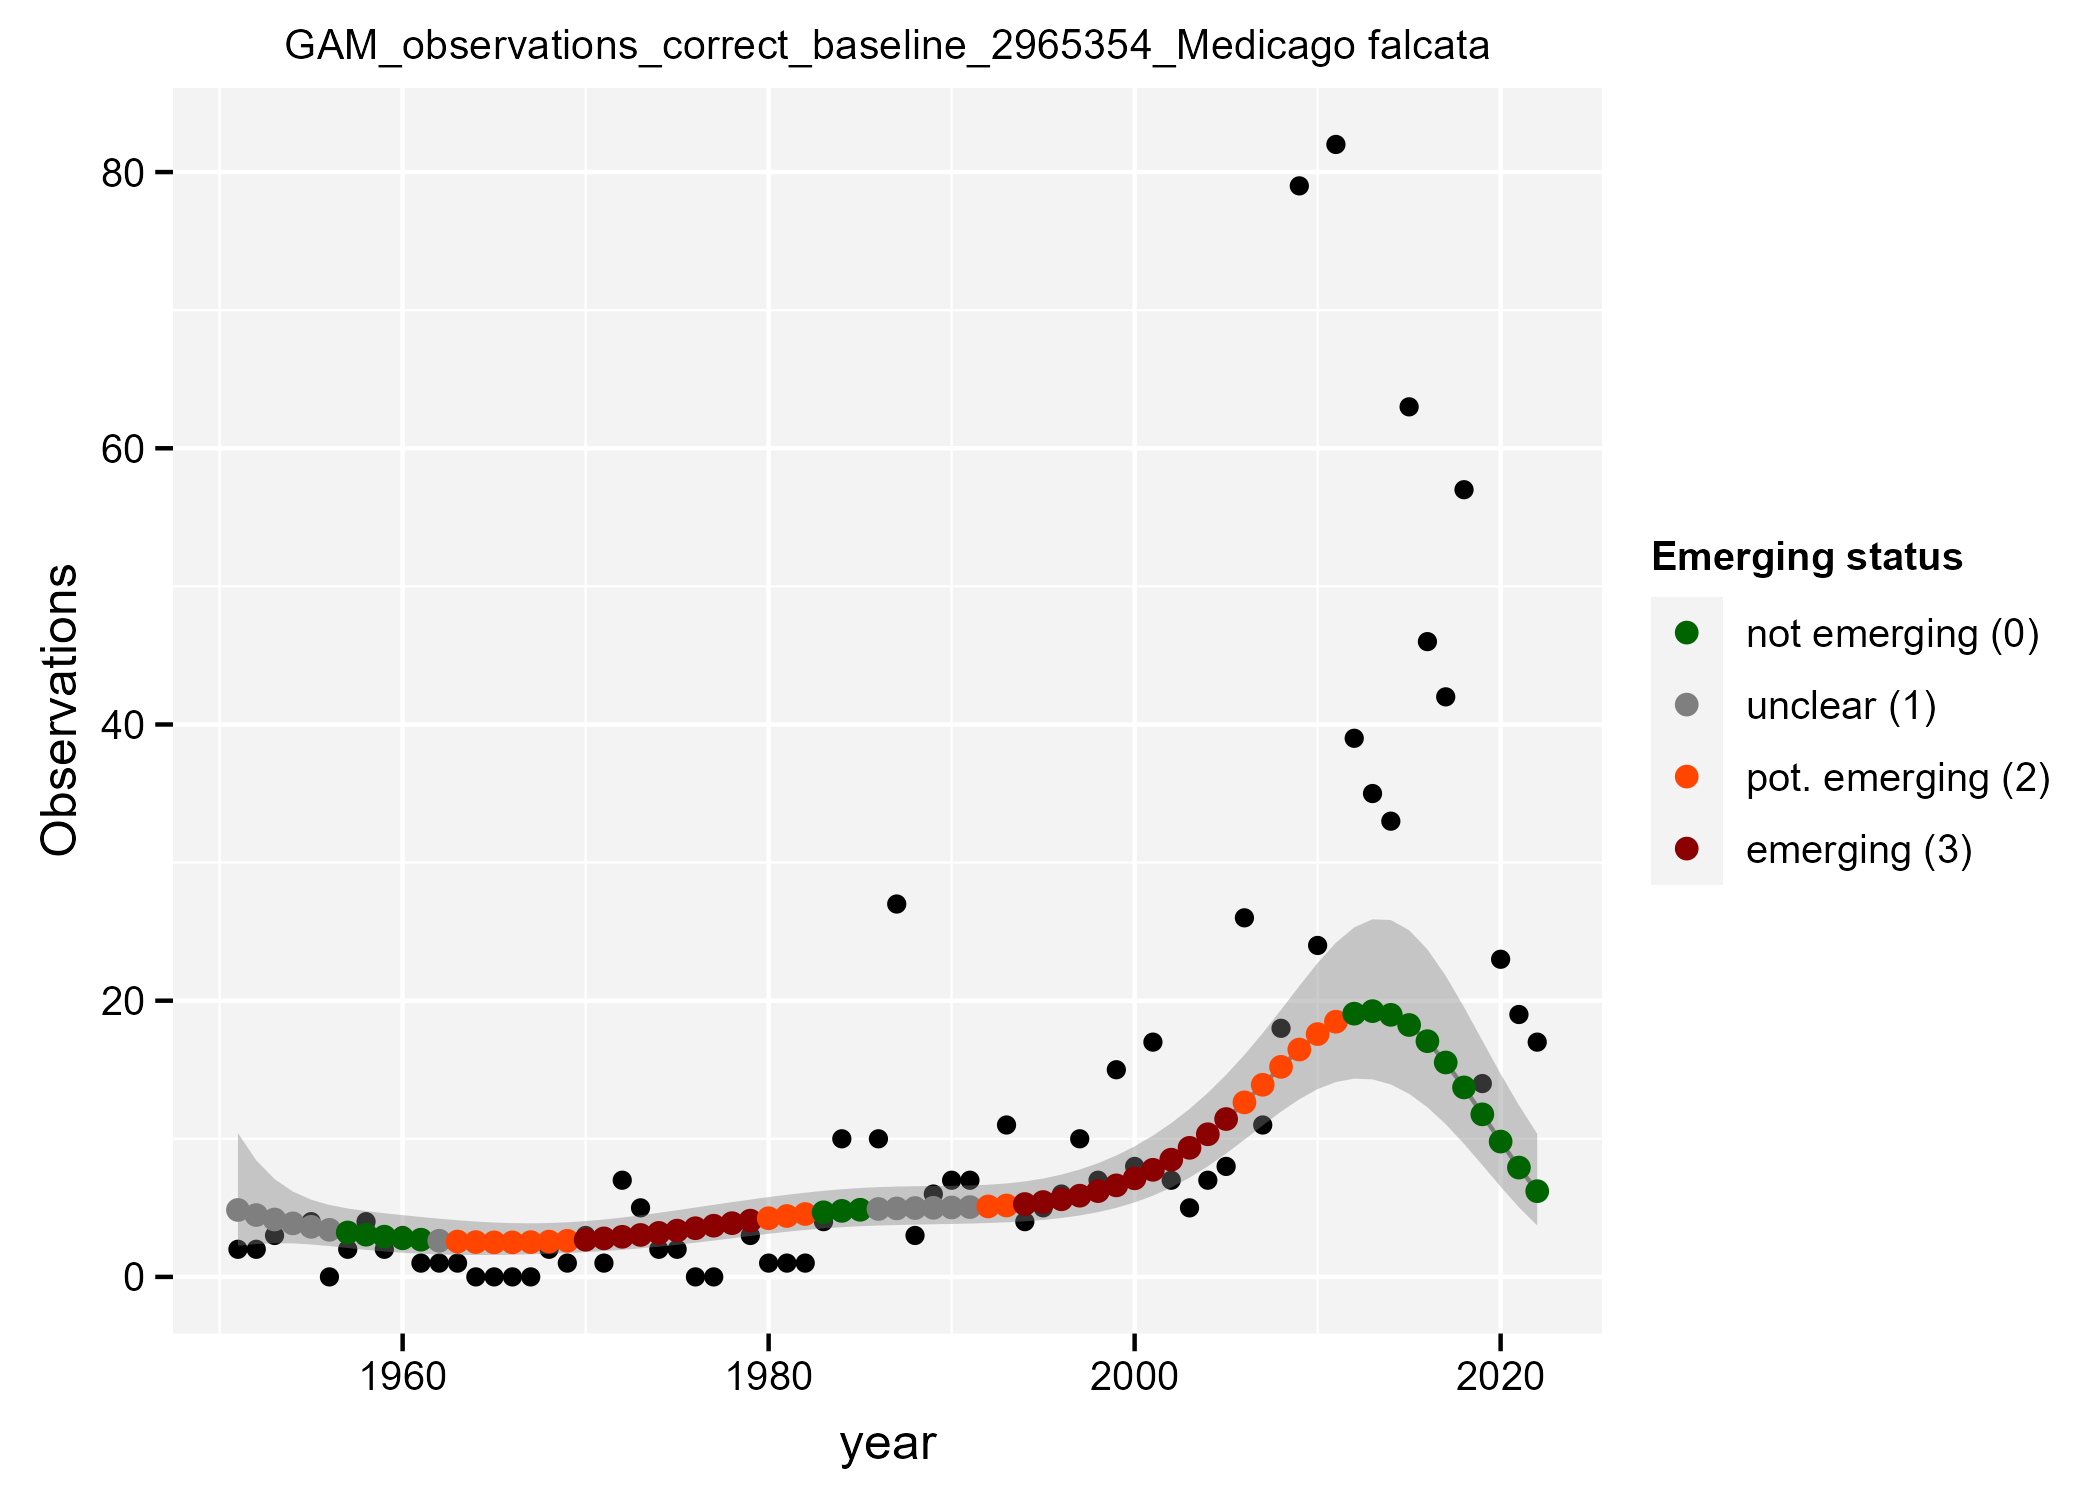 GAM_observations_correct_baseline_2965354_Medicago falcata
80
60
40
20
0
Observations
1960
1980
2000
2020
year
Emerging status
not emerging (0)
unclear (1)
pot. emerging (2)
emerging (3)